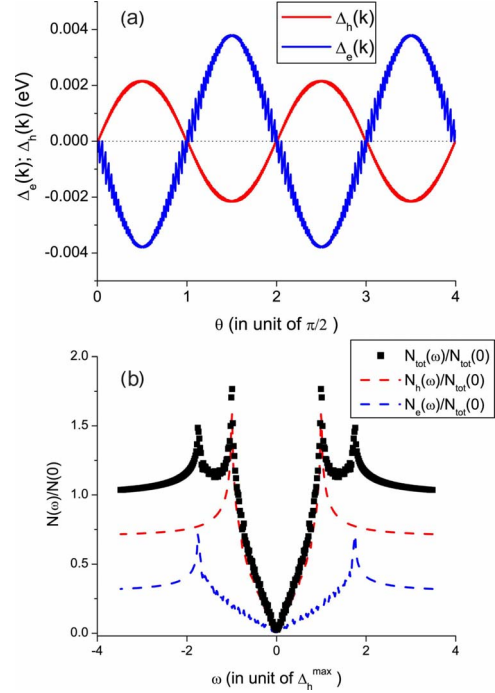 (a)
Δh(k)
Δe(k)
Δe(k); Δh(k) (eV)
0.004
0.002
0.000
-0.002
-0.004
0 1 2 3 4
θ (in unit of π/2)
(b)
Ntot(ω)/Ntot(0)
Nh(ω)/Ntot(0)
Ne(ω)/Ntot(0)
N(ω)/N(0)
2.0
1.5
1.0
0.5
0.0
-4 -2 0 2 4
ω (in unit of Δh^max)